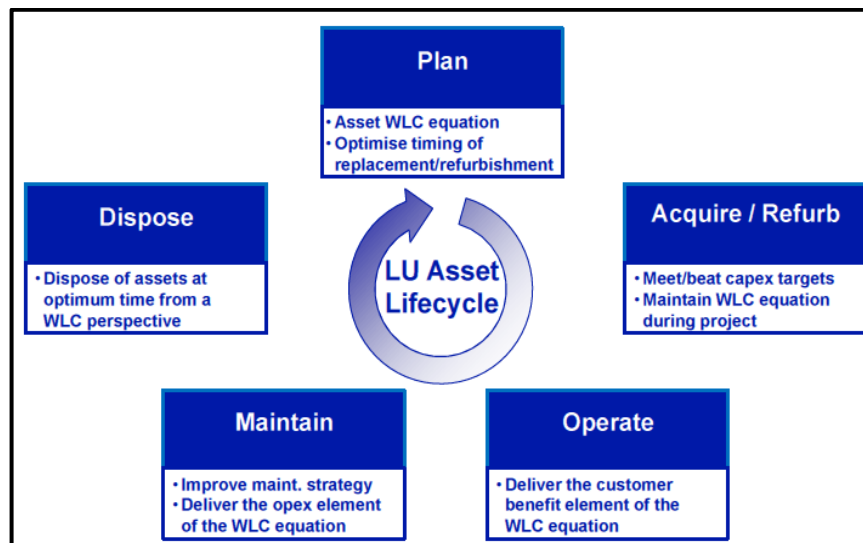 Plan
• Asset WLC equation
• Optimise timing of
replacement/refurbishment
Dispose
• Dispose of assets at
optimum time from a
WLC perspective
LU Asset
Lifecycle
Acquire / Refurb
• Meet/beat capex targets
• Maintain WLC equation
during project
Maintain
• Improve maint. strategy
• Deliver the opex element
of the WLC equation
Operate
• Deliver the customer
benefit element of the
WLC equation